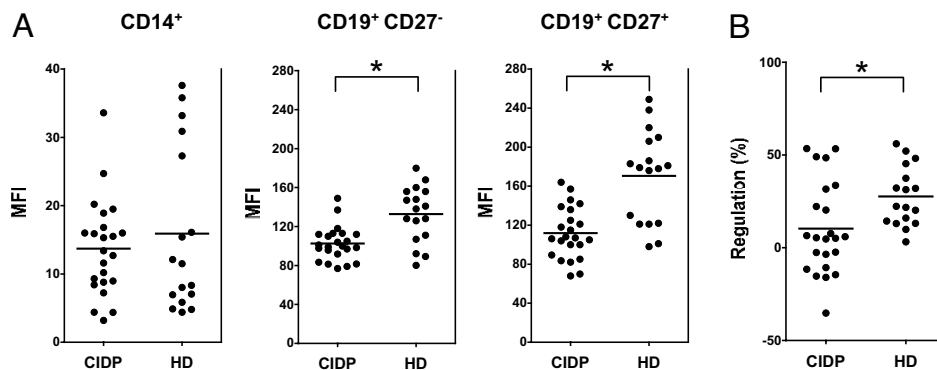 A
CD14⁺
MFI
40
30
20
10
0
CIDP HD
CD19⁺ CD27⁻
MFI
280
240
200
160
120
80
40
0
*
CIDP HD
CD19⁺ CD27⁺
MFI
280
240
200
160
120
80
40
0
*
CIDP HD
B
Regulation (%)
100
50
0
-50
*
CIDP HD